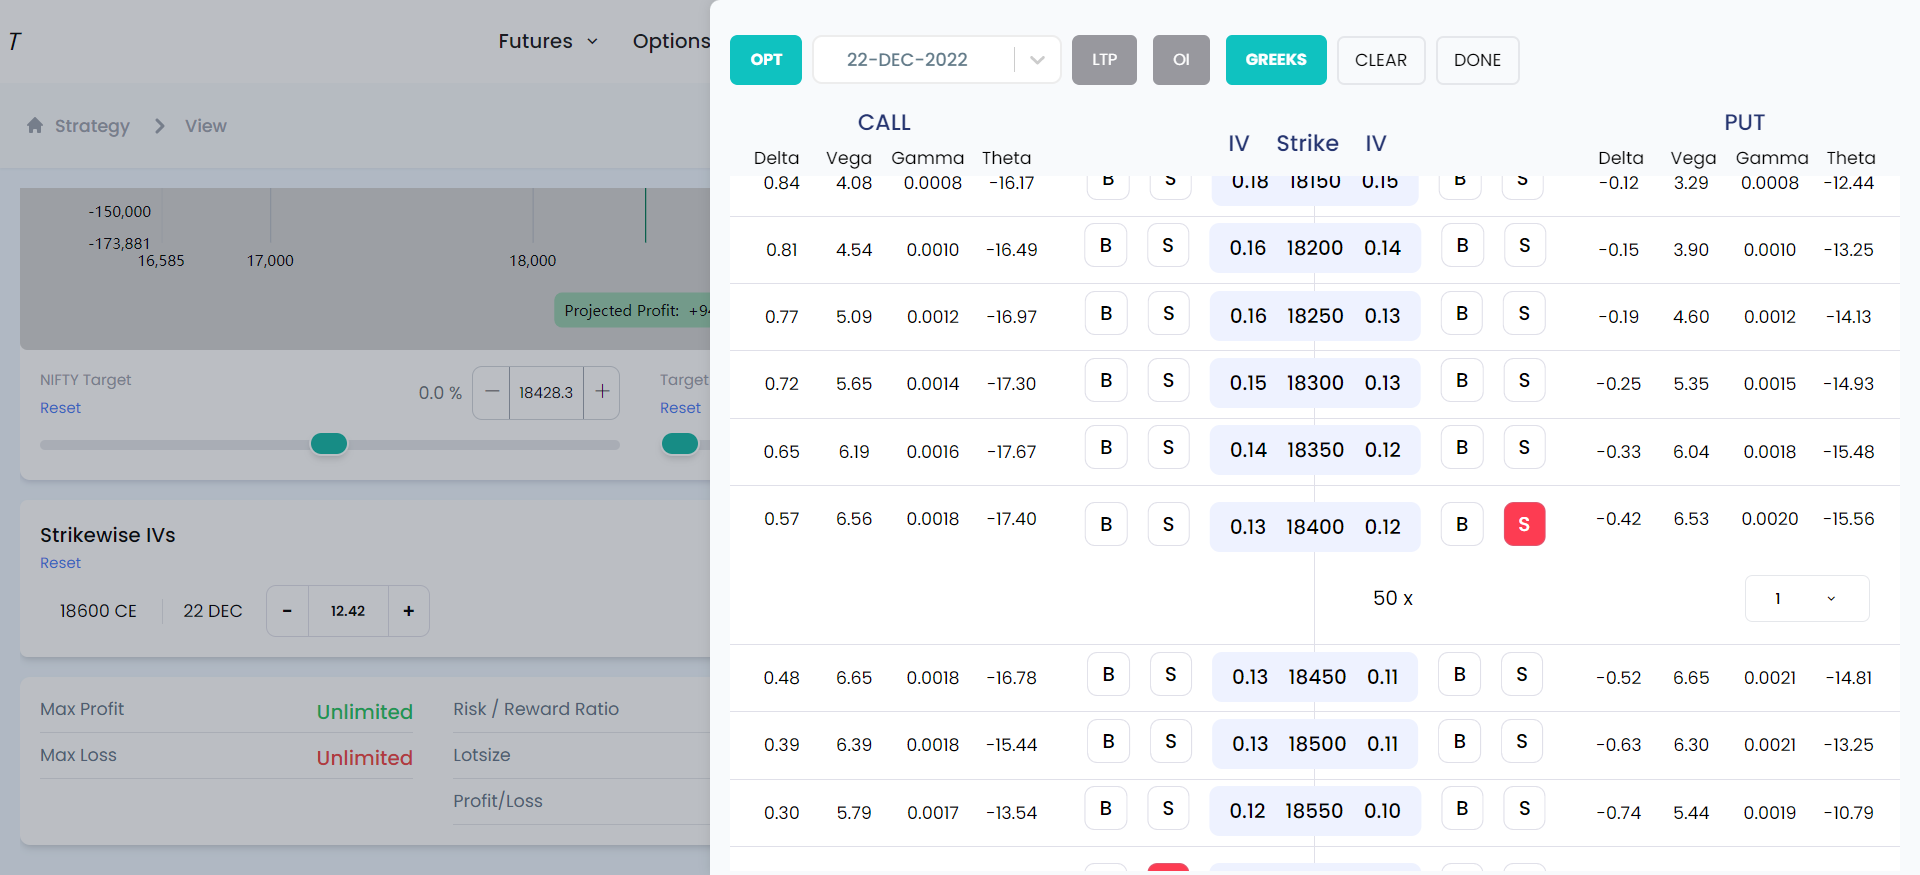 T
Futures
Options
Strategy
View
-150,000
-173,881
16,585
17,000
18,000
Projected Profit: +94
NIFTY Target
Reset
0.0 %
−
18428.3
+
Target
Reset
Strikewise IVs
Reset
18600 CE
22 DEC
-
12.42
+
Max Profit
Unlimited
Risk / Reward Ratio
Max Loss
Unlimited
Lotsize
Profit/Loss
OPT
22-DEC-2022
LTP
OI
GREEKS
CLEAR
DONE
CALL
PUT
IV Strike IV
Delta Vega Gamma Theta
Delta Vega Gamma Theta
0.84 4.08 0.0008 -16.17 B S 0.18 18150 0.15 B S -0.12 3.29 0.0008 -12.44
0.81 4.54 0.0010 -16.49 B S 0.16 18200 0.14 B S -0.15 3.90 0.0010 -13.25
0.77 5.09 0.0012 -16.97 B S 0.16 18250 0.13 B S -0.19 4.60 0.0012 -14.13
0.72 5.65 0.0014 -17.30 B S 0.15 18300 0.13 B S -0.25 5.35 0.0015 -14.93
0.65 6.19 0.0016 -17.67 B S 0.14 18350 0.12 B S -0.33 6.04 0.0018 -15.48
0.57 6.56 0.0018 -17.40 B S 0.13 18400 0.12 B S -0.42 6.53 0.0020 -15.56
50 x
1
0.48 6.65 0.0018 -16.78 B S 0.13 18450 0.11 B S -0.52 6.65 0.0021 -14.81
0.39 6.39 0.0018 -15.44 B S 0.13 18500 0.11 B S -0.63 6.30 0.0021 -13.25
0.30 5.79 0.0017 -13.54 B S 0.12 18550 0.10 B S -0.74 5.44 0.0019 -10.79